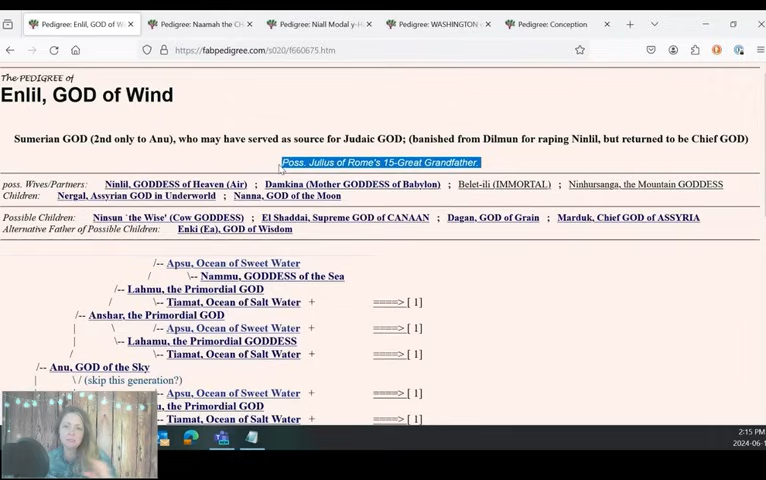 Pedigree: Enlil, GOD of W
Pedigree: Naamah the CH
Pedigree: Niall Modal y-H
Pedigree: WASHINGTON
Pedigree: Conception
https://fabpedigree.com/s020/f660675.htm
The PEDIGREE of
Enlil, GOD of Wind
Sumerian GOD (2nd only to Anu), who may have served as source for Judaic GOD; (banished from Dilmun for raping Ninlil, but returned to be Chief GOD)
Poss. Julius of Rome's 15-Great Grandfather.
poss. Wives/Partners: Ninlil, GODDESS of Heaven (Air) ; Damkina (Mother GODDESS of Babylon) ; Belet-ili (IMMORTAL) ; Ninhursanga, the Mountain GODDESS
Children: Nergal, Assyrian GOD in Underworld ; Nanna, GOD of the Moon
Possible Children: Ninsun `the Wise' (Cow GODDESS) ; El Shaddai, Supreme GOD of CANAAN ; Dagan, GOD of Grain ; Marduk, Chief GOD of ASSYRIA
Alternative Father of Possible Children: Enki (Ea), GOD of Wisdom
/-- Apsu, Ocean of Sweet Water
/ \-- Nammu, GODDESS of the Sea
/-- Lahmu, the Primordial GOD
/ \-- Tiamat, Ocean of Salt Water + ====> [ 1]
/-- Anshar, the Primordial GOD
| \ /-- Apsu, Ocean of Sweet Water + ====> [ 1]
| \-- Lahamu, the Primordial GODDESS
/ \-- Tiamat, Ocean of Salt Water + ====> [ 1]
/-- Anu, GOD of the Sky
| \ / (skip this generation?)
/-- Apsu, Ocean of Sweet Water + ====> [ 1]
the Primordial GOD
\-- Tiamat, Ocean of Salt Water + ====> [ 1]
2:15 PM